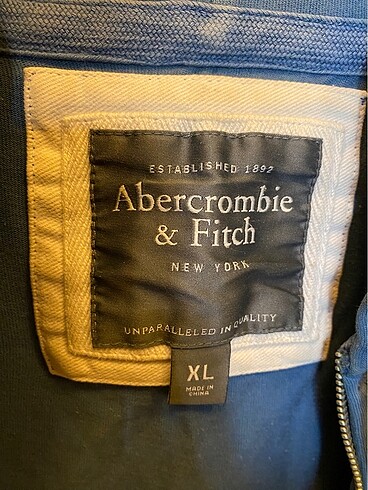 ESTABLISHED 1892
Abercrombie
& Fitch
NEW YORK
UNPARALLELED IN QUALITY
XL
MADE IN
CHINA